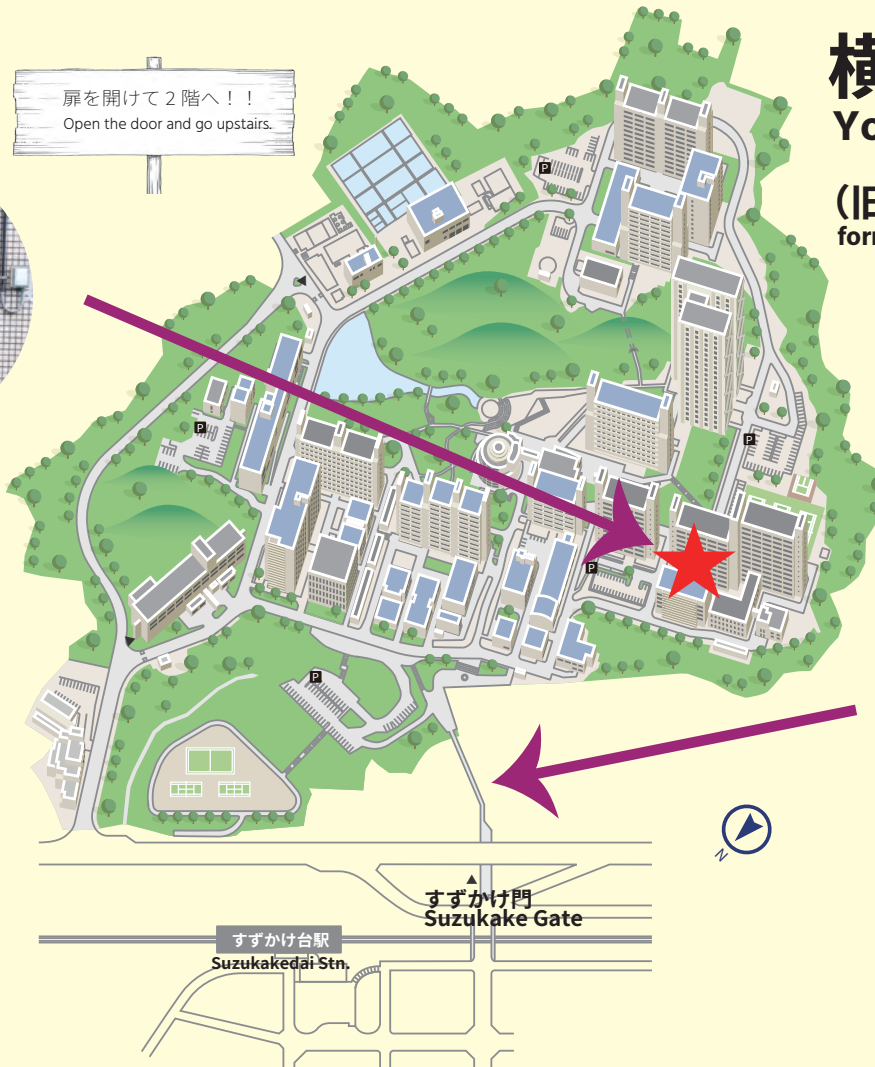 扉を開けて２階へ！！
Open the door and go upstairs.
横
Yo
（旧
for
P
P
P
P
P
P
N
すずかけ門
Suzukake Gate
すずかけ台駅
Suzukakedai Stn.